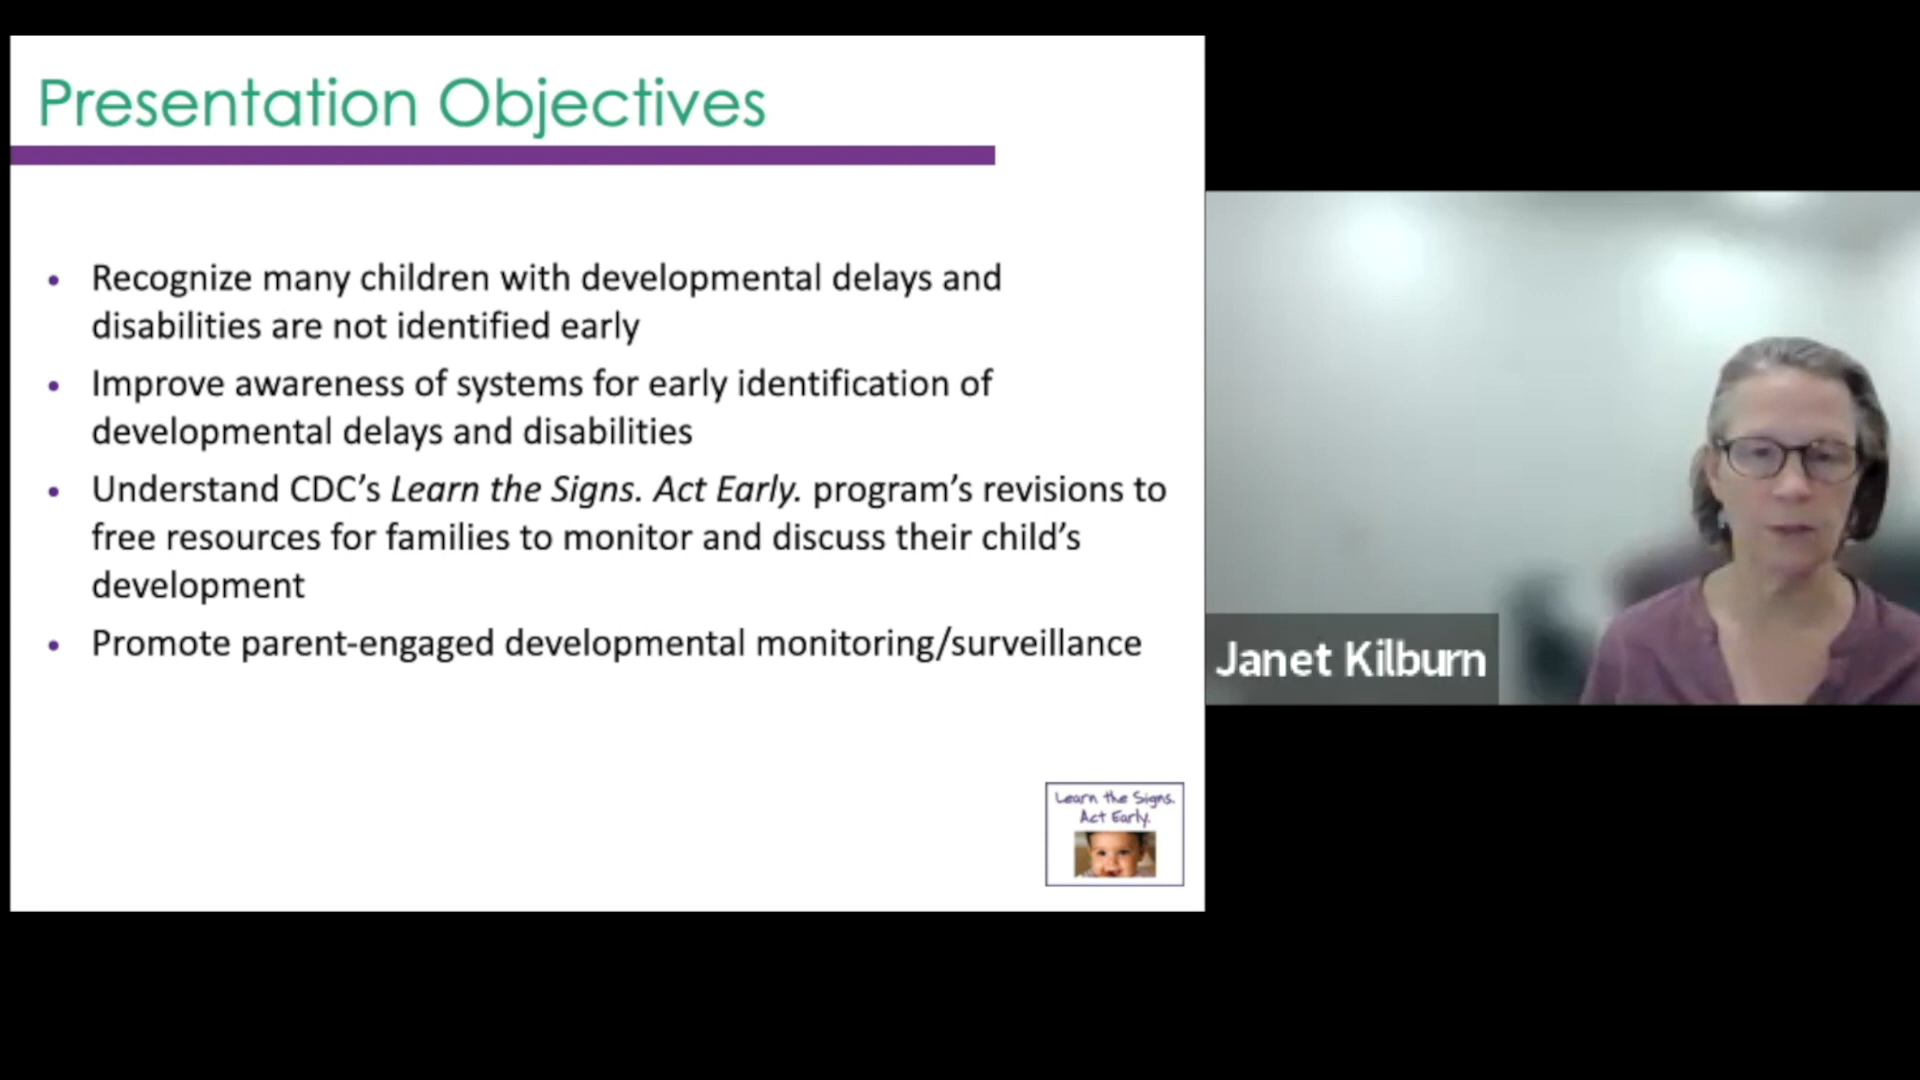 Presentation Objectives
• Recognize many children with developmental delays and
disabilities are not identified early
• Improve awareness of systems for early identification of
developmental delays and disabilities
• Understand CDC’s Learn the Signs. Act Early. program’s revisions to
free resources for families to monitor and discuss their child’s
development
• Promote parent-engaged developmental monitoring/surveillance
Janet Kilburn
Learn the Signs.
Act Early.